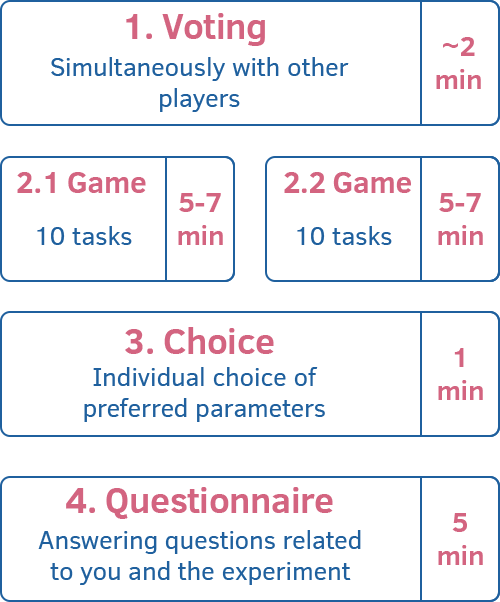 1. Voting
Simultaneously with other
players
~2
min
2.1 Game
10 tasks
5-7
min
2.2 Game
10 tasks
5-7
min
3. Choice
Individual choice of
preferred parameters
1
min
4. Questionnaire
Answering questions related
to you and the experiment
5
min